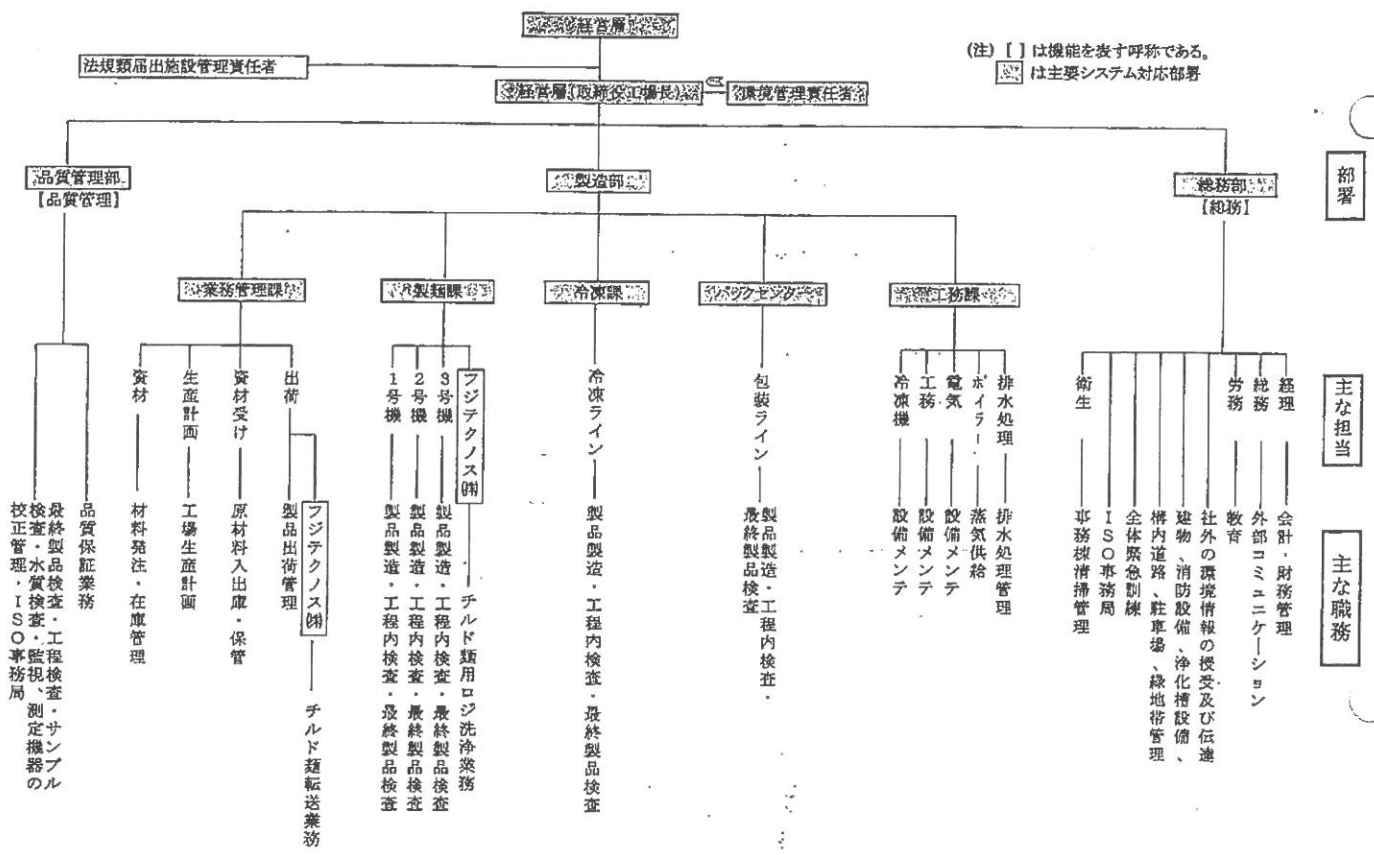 経営層
(注)【 】は機能を表す呼称である。
は主要システム対応部署
法規類届出施設管理責任者
経営層(取締役工場長)
環境管理責任者
品質管理部
【品質管理】
製造部
総務部
【総務】
部署
業務管理課
製麺課
冷凍課
パックセンター
工務課
主な担当
資材
生産計画
資材受け
出荷
フジテクノス㈱
1号機
2号機
3号機
フジテクノス㈱
冷凍ライン
包装ライン
冷凍機
工務
電気
ボイラー
排水処理
衛生
労務
総務
経理
主な職務
品質保証業務
最終製品検査・工程検査・サンプル
検査・水質検査・監視、測定機器の
校正管理・ISO事務局
材料発注・在庫管理
工場生産計画
原材料入出庫・保管
製品出荷管理
チルド麺転送業務
製品製造・工程内検査・最終製品検査
製品製造・工程内検査・最終製品検査
製品製造・工程内検査・最終製品検査
チルド麺用ロジ洗浄業務
製品製造・工程内検査・最終製品検査
製品製造・工程内検査・
最終製品検査
設備メンテ
設備メンテ
設備メンテ
蒸気供給
排水処理管理
事務棟清掃管理
ISO事務局
全体緊急訓練
建物、消防設備、浄化槽設備、
構内道路、駐車場、緑地帯管理
社外の環境情報の授受及び伝達
教育
外部コミュニケーション
会計・財務管理